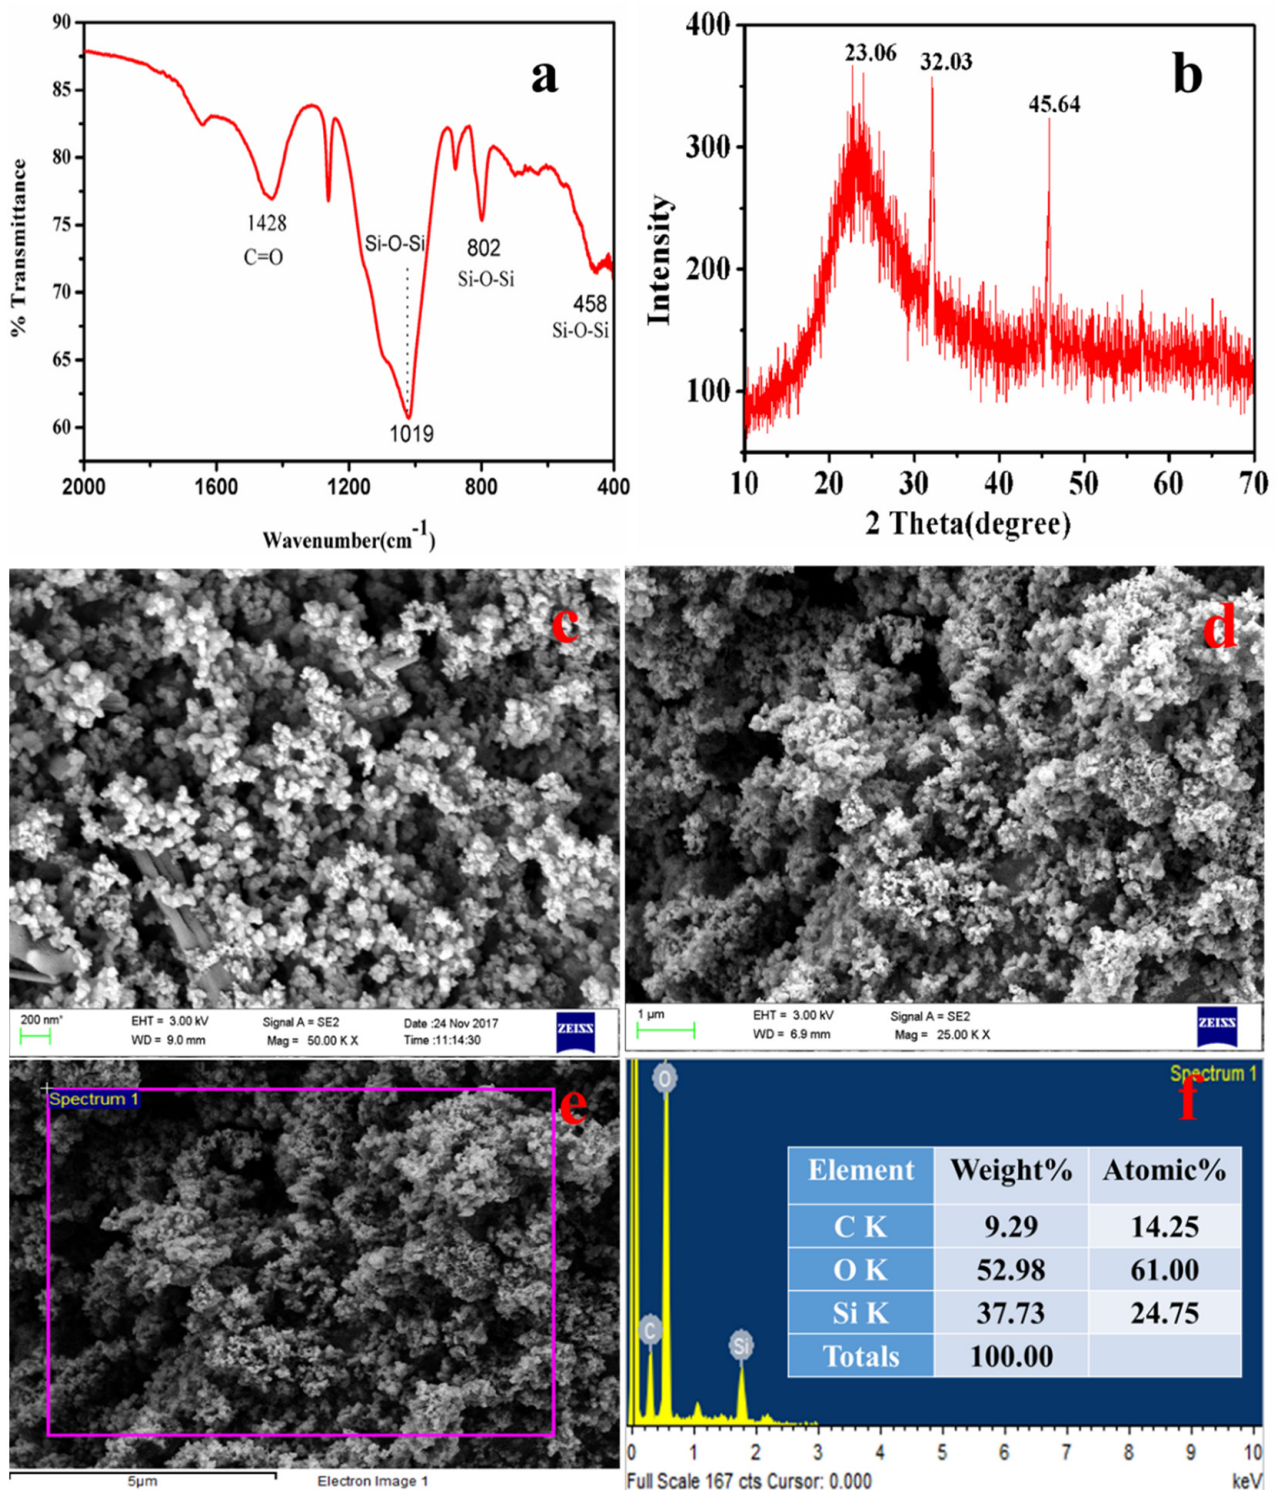 a
% Transmittance
90
85
80
75
70
65
60
1428
C=O
Si-O-Si
1019
802
Si-O-Si
458
Si-O-Si
2000 1600 1200 800 400
Wavenumber(cm-1)
b
Intensity
400
300
200
100
23.06
32.03
45.64
10 20 30 40 50 60 70
2 Theta(degree)
c
200 nm*
EHT = 3.00 kV Signal A = SE2 Date :24 Nov 2017
WD = 9.0 mm Mag = 50.00 K X Time :11:14:30
ZEISS
d
1 µm
EHT = 3.00 kV Signal A = SE2
WD = 6.9 mm Mag = 25.00 K X
ZEISS
Spectrum 1
e
5µm Electron Image 1
Spectrum 1
f
O
C
Si
Element Weight% Atomic%
C K 9.29 14.25
O K 52.98 61.00
Si K 37.73 24.75
Totals 100.00
0 1 2 3 4 5 6 7 8 9 10
Full Scale 167 cts Cursor: 0.000 keV